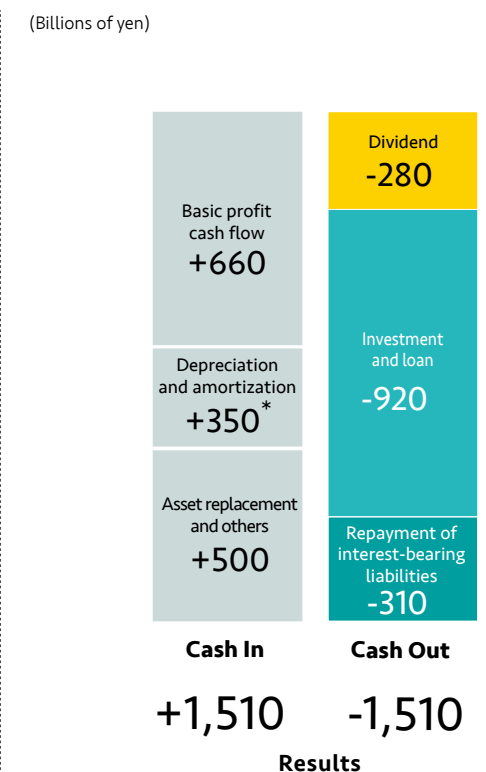 (Billions of yen)
Basic profit
cash flow
+660
Depreciation
and amortization
+350*
Asset replacement
and others
+500
Cash In
+1,510
Dividend
-280
Investment
and loan
-920
Repayment of
interest-bearing
liabilities
-310
Cash Out
-1,510
Results